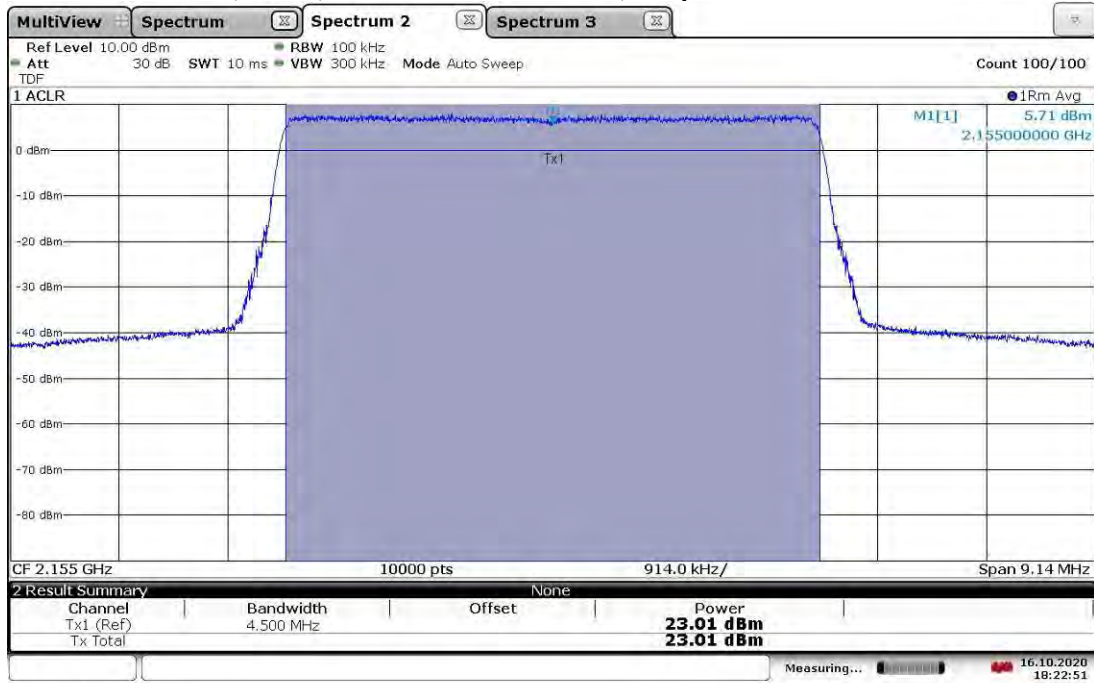 MultiView Spectrum Spectrum 2 Spectrum 3
Ref Level 10.00 dBm RBW 100 kHz
Att 30 dB SWT 10 ms VBW 300 kHz Mode Auto Sweep Count 100/100
TDF
1 ACLR 1Rm Avg
M1[1] 5.71 dBm
2.155000000 GHz
0 dBm
Tx1
-10 dBm
-20 dBm
-30 dBm
-40 dBm
-50 dBm
-60 dBm
-70 dBm
-80 dBm
CF 2.155 GHz 10000 pts 914.0 kHz/ Span 9.14 MHz
2 Result Summary None
Channel Bandwidth Offset Power
Tx1 (Ref) 4.500 MHz 23.01 dBm
Tx Total 23.01 dBm
Measuring... 16.10.2020
18:22:51